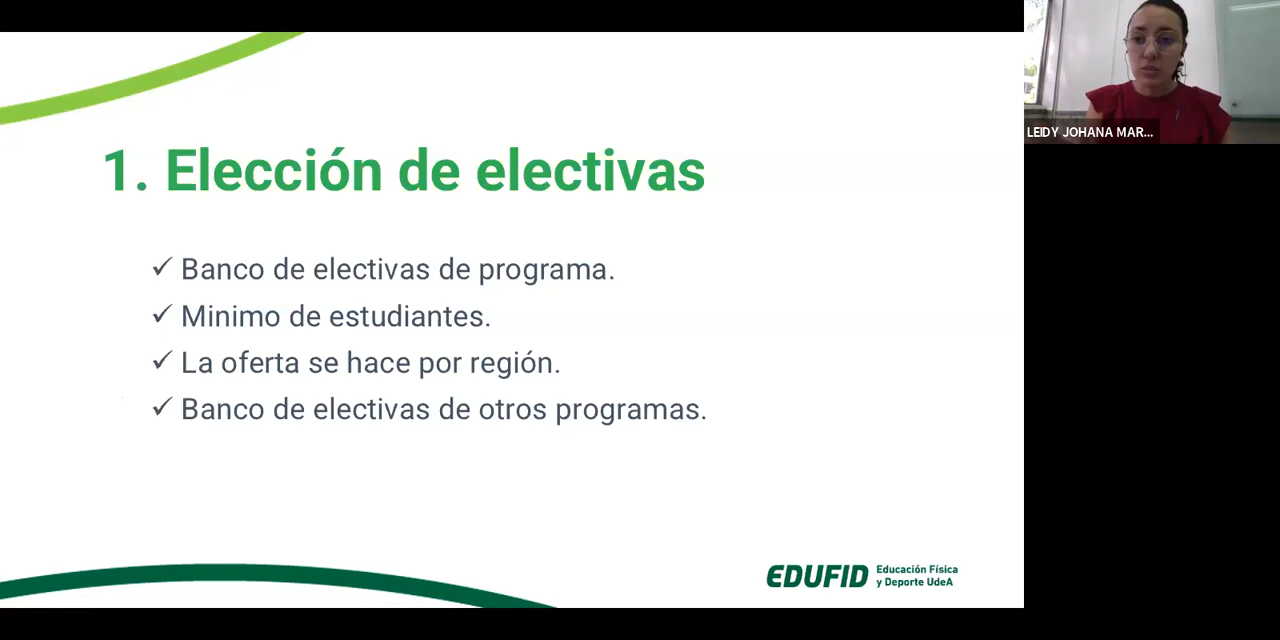 1. Elección de electivas
✓ Banco de electivas de programa.
✓ Minimo de estudiantes.
✓ La oferta se hace por región.
✓ Banco de electivas de otros programas.
EDUFID
Educación Física
y Deporte UdeA
LEIDY JOHANA MAR...